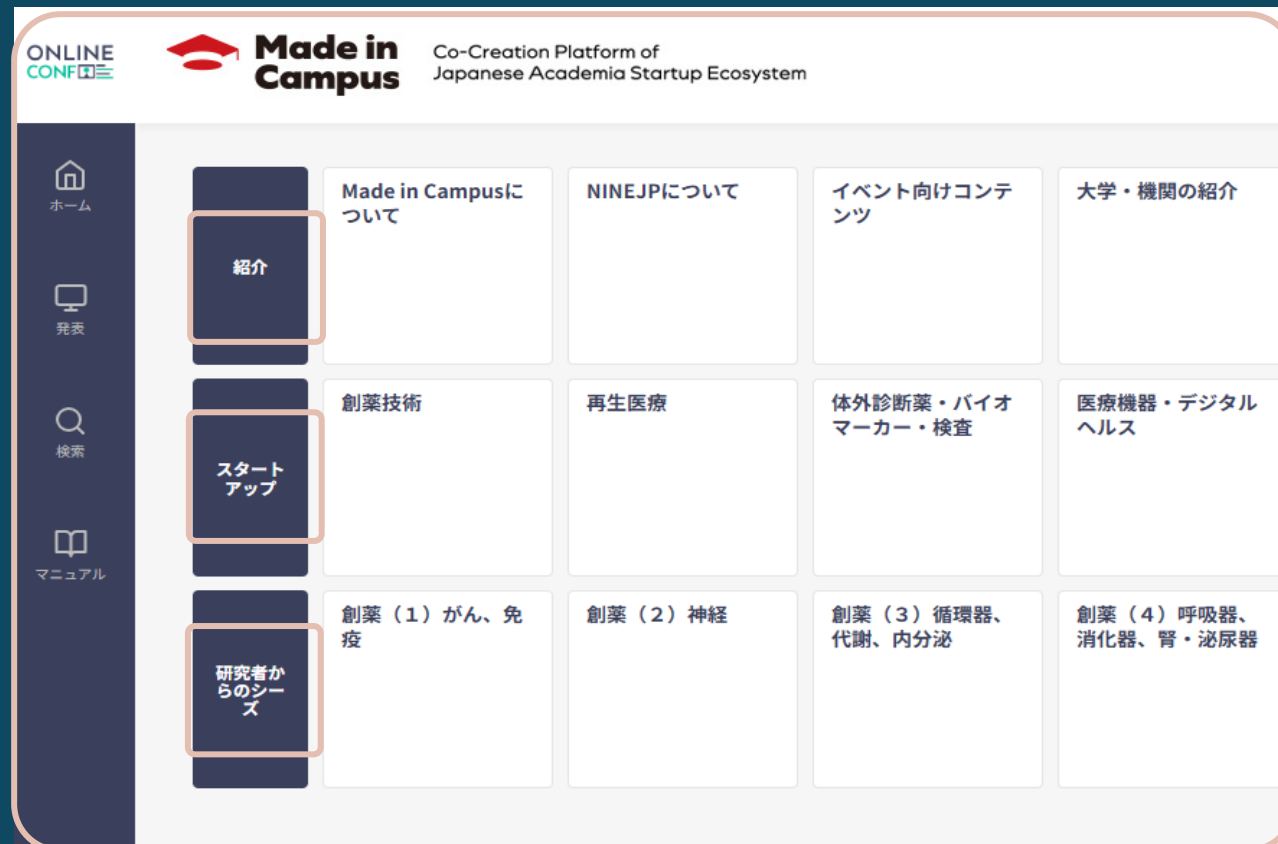 ONLINE
CONF
Made in
Campus
Co-Creation Platform of
Japanese Academia Startup Ecosystem
ホーム
発表
検索
マニュアル
紹介
Made in Campusに
ついて
NINEJPについて
イベント向けコンテ
ンツ
大学・機関の紹介
スタート
アップ
創薬技術
再生医療
体外診断薬・バイオ
マーカー・検査
医療機器・デジタル
ヘルス
研究者か
らのシー
ズ
創薬（1）がん、免
疫
創薬（2）神経
創薬（3）循環器、
代謝、内分泌
創薬（4）呼吸器、
消化器、腎・泌尿器